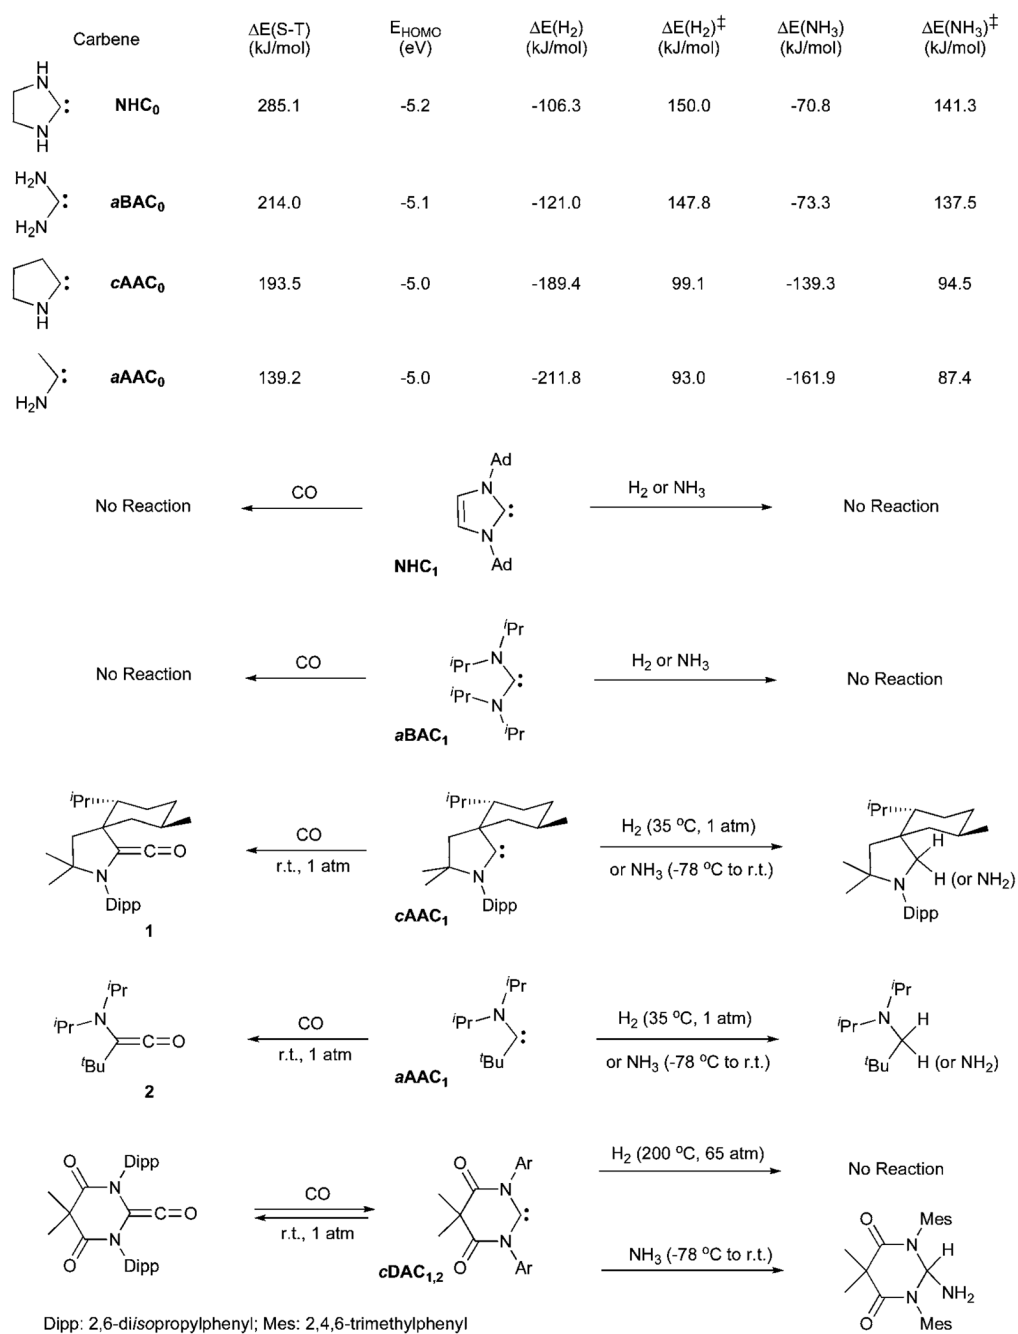 Carbene ΔE(S-T) (kJ/mol) E_HOMO (eV) ΔE(H₂) (kJ/mol) ΔE(H₂)‡ (kJ/mol) ΔE(NH₃) (kJ/mol) ΔE(NH₃)‡ (kJ/mol)
H
N
N
H
: NHC₀ 285.1 -5.2 -106.3 150.0 -70.8 141.3
H₂N
H₂N
: aBAC₀ 214.0 -5.1 -121.0 147.8 -73.3 137.5
N
H
: cAAC₀ 193.5 -5.0 -189.4 99.1 -139.3 94.5
H₂N
: aAAC₀ 139.2 -5.0 -211.8 93.0 -161.9 87.4
Ad
N
N
Ad
:
No Reaction CO NHC₁ H₂ or NH₃ No Reaction
ⁱPr
N
ⁱPr
ⁱPr
N
ⁱPr
:
No Reaction CO aBAC₁ H₂ or NH₃ No Reaction
ⁱPr
C=O
N
Dipp
1
CO
r.t., 1 atm
ⁱPr
:
N
Dipp
cAAC₁
H₂ (35 ºC, 1 atm)
or NH₃ (-78 ºC to r.t.)
ⁱPr
H
H (or NH₂)
N
Dipp
ⁱPr
N
ⁱPr
C=O
ᵗBu
2
CO
r.t., 1 atm
ⁱPr
N
ⁱPr
:
ᵗBu
aAAC₁
H₂ (35 ºC, 1 atm)
or NH₃ (-78 ºC to r.t.)
ⁱPr
N
ⁱPr
H
ᵗBu
H (or NH₂)
O
Dipp
N
C=O
N
O
Dipp
CO
r.t., 1 atm
O
Ar
N
:
N
O
Ar
cDAC₁,₂
H₂ (200 ºC, 65 atm)
No Reaction
NH₃ (-78 ºC to r.t.)
O
Mes
N
H
NH₂
N
O
Mes
Dipp: 2,6-diisopropylphenyl; Mes: 2,4,6-trimethylphenyl